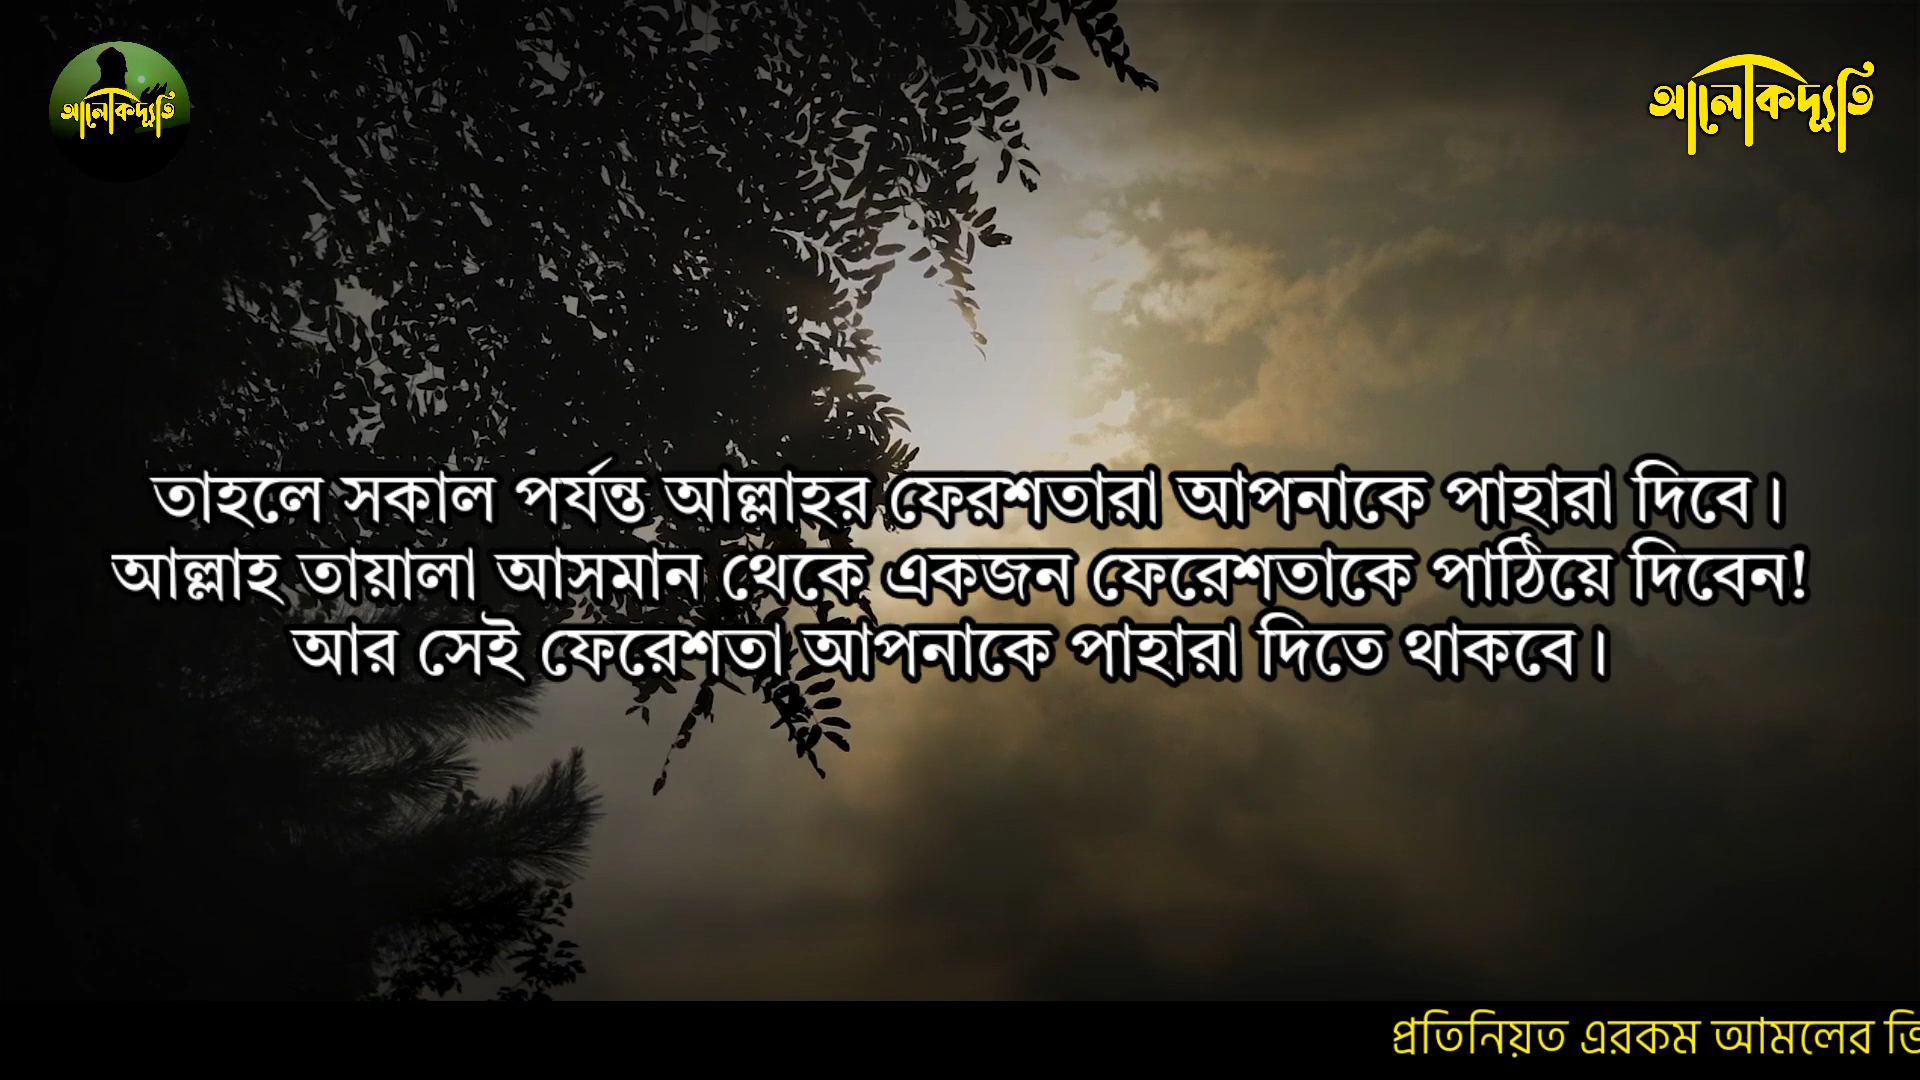 আলোকদ্যুতি
আলোকদ্যুতি
তাহলে সকাল পর্যন্ত আল্লাহর ফেরশতারা আপনাকে পাহারা দিবে।
আল্লাহ তায়ালা আসমান থেকে একজন ফেরেশতাকে পাঠিয়ে দিবেন!
আর সেই ফেরেশতা আপনাকে পাহারা দিতে থাকবে।
প্রতিনিয়ত এরকম আমলের